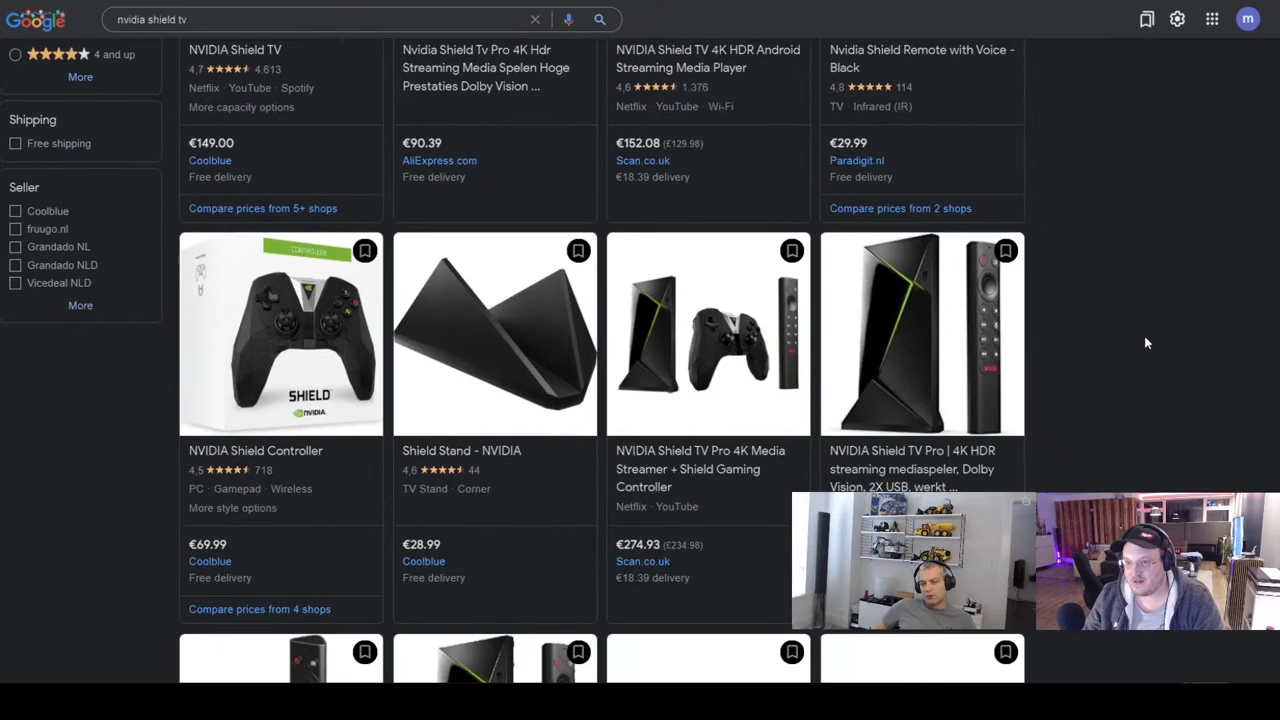 Google
nvidia shield tv
m
4 and up
More
Shipping
Free shipping
Seller
Coolblue
fruugo.nl
Grandado NL
Grandado NLD
Vicedeal NLD
More
NVIDIA Shield TV
4,7 4.613
Netflix · YouTube · Spotify
More capacity options
€149.00
Coolblue
Free delivery
Compare prices from 5+ shops
Nvidia Shield Tv Pro 4K Hdr
Streaming Media Spelen Hoge
Prestaties Dolby Vision ...
€90.39
AliExpress.com
Free delivery
NVIDIA Shield TV 4K HDR Android
Streaming Media Player
4,6 1.376
Netflix · YouTube · Wi-Fi
€152.08 (£129.98)
Scan.co.uk
€18.39 delivery
Nvidia Shield Remote with Voice -
Black
4,8 114
TV · Infrared (IR)
€29.99
Paradigit.nl
Free delivery
Compare prices from 2 shops
CONTROLLER
SHIELD
NVIDIA.
NVIDIA Shield Controller
4,5 718
PC · Gamepad · Wireless
More style options
€69.99
Coolblue
Free delivery
Compare prices from 4 shops
Shield Stand - NVIDIA
4,6 44
TV Stand · Corner
€28.99
Coolblue
Free delivery
NVIDIA Shield TV Pro 4K Media
Streamer + Shield Gaming
Controller
Netflix · YouTube
€274.93 (£234.98)
Scan.co.uk
€18.39 delivery
NVIDIA Shield TV Pro | 4K HDR
streaming mediaspeler, Dolby
Vision, 2X USB, werkt ...